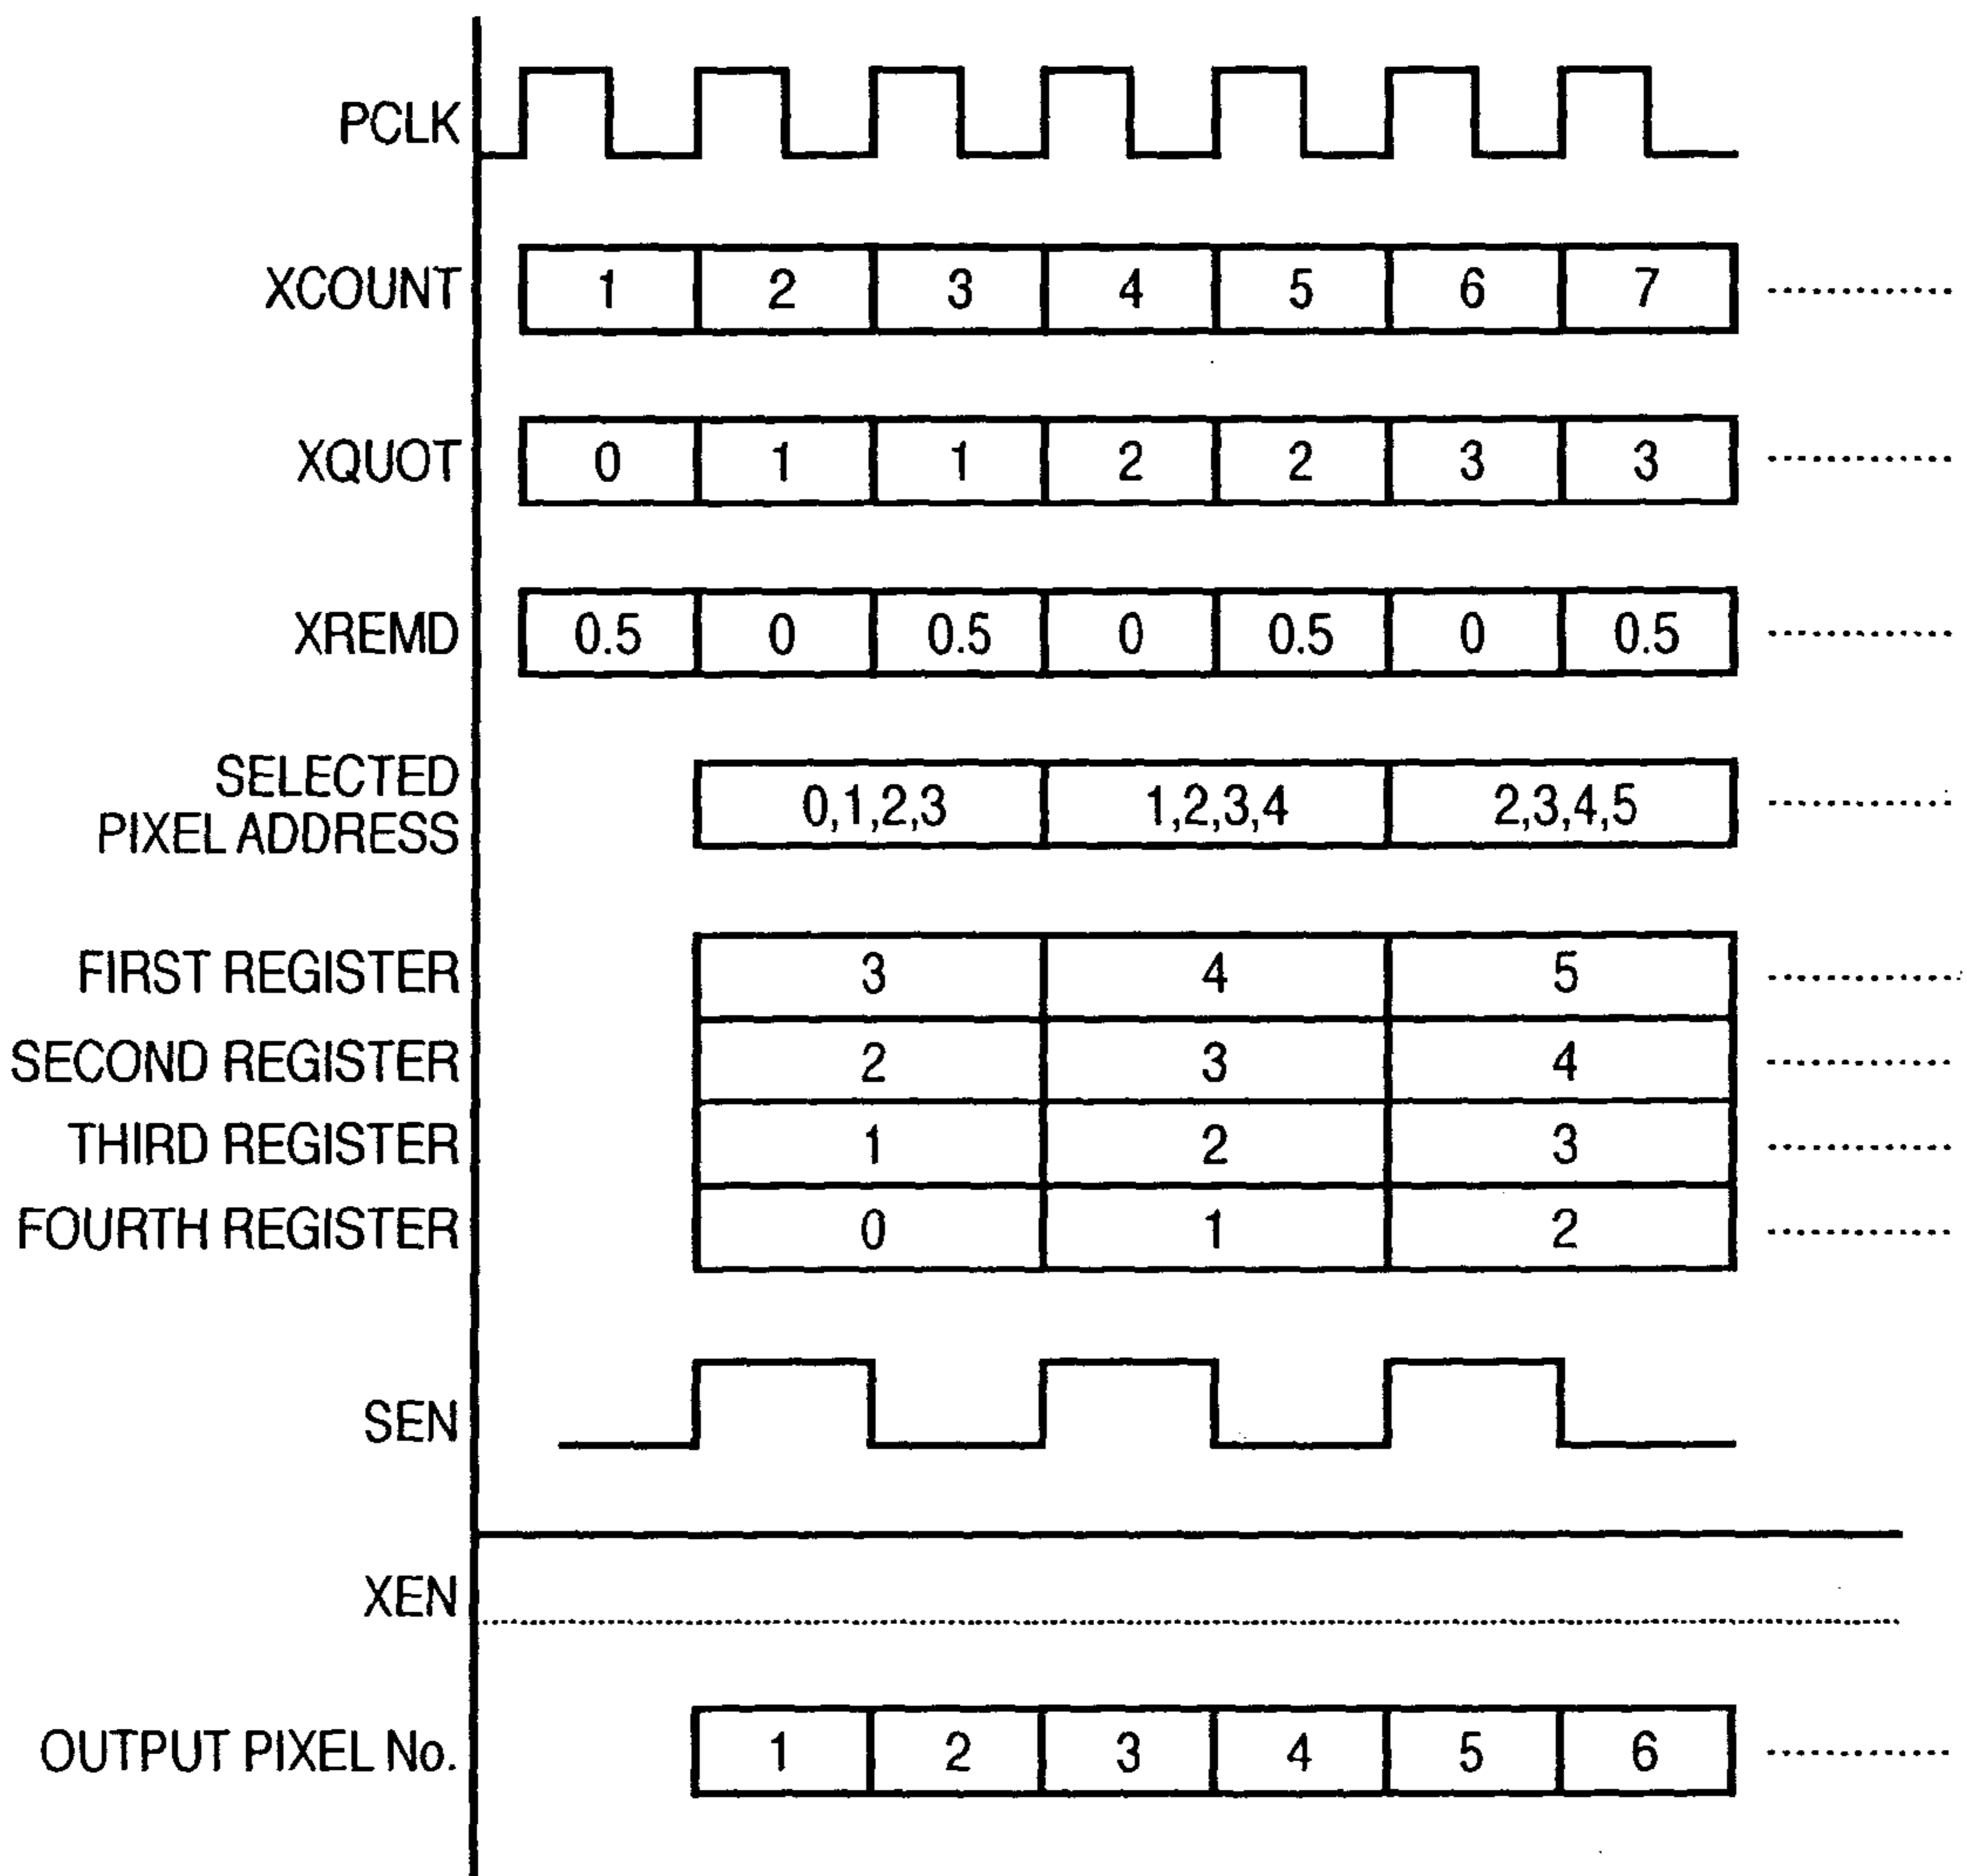 PCLK
XCOUNT 1 2 3 4 5 6 7
XQUOT 0 1 1 2 2 3 3
XREMD 0.5 0 0.5 0 0.5 0 0.5
SELECTED
PIXEL ADDRESS 0,1,2,3 1,2,3,4 2,3,4,5
FIRST REGISTER 3 4 5
SECOND REGISTER 2 3 4
THIRD REGISTER 1 2 3
FOURTH REGISTER 0 1 2
SEN
XEN
OUTPUT PIXEL No. 1 2 3 4 5 6